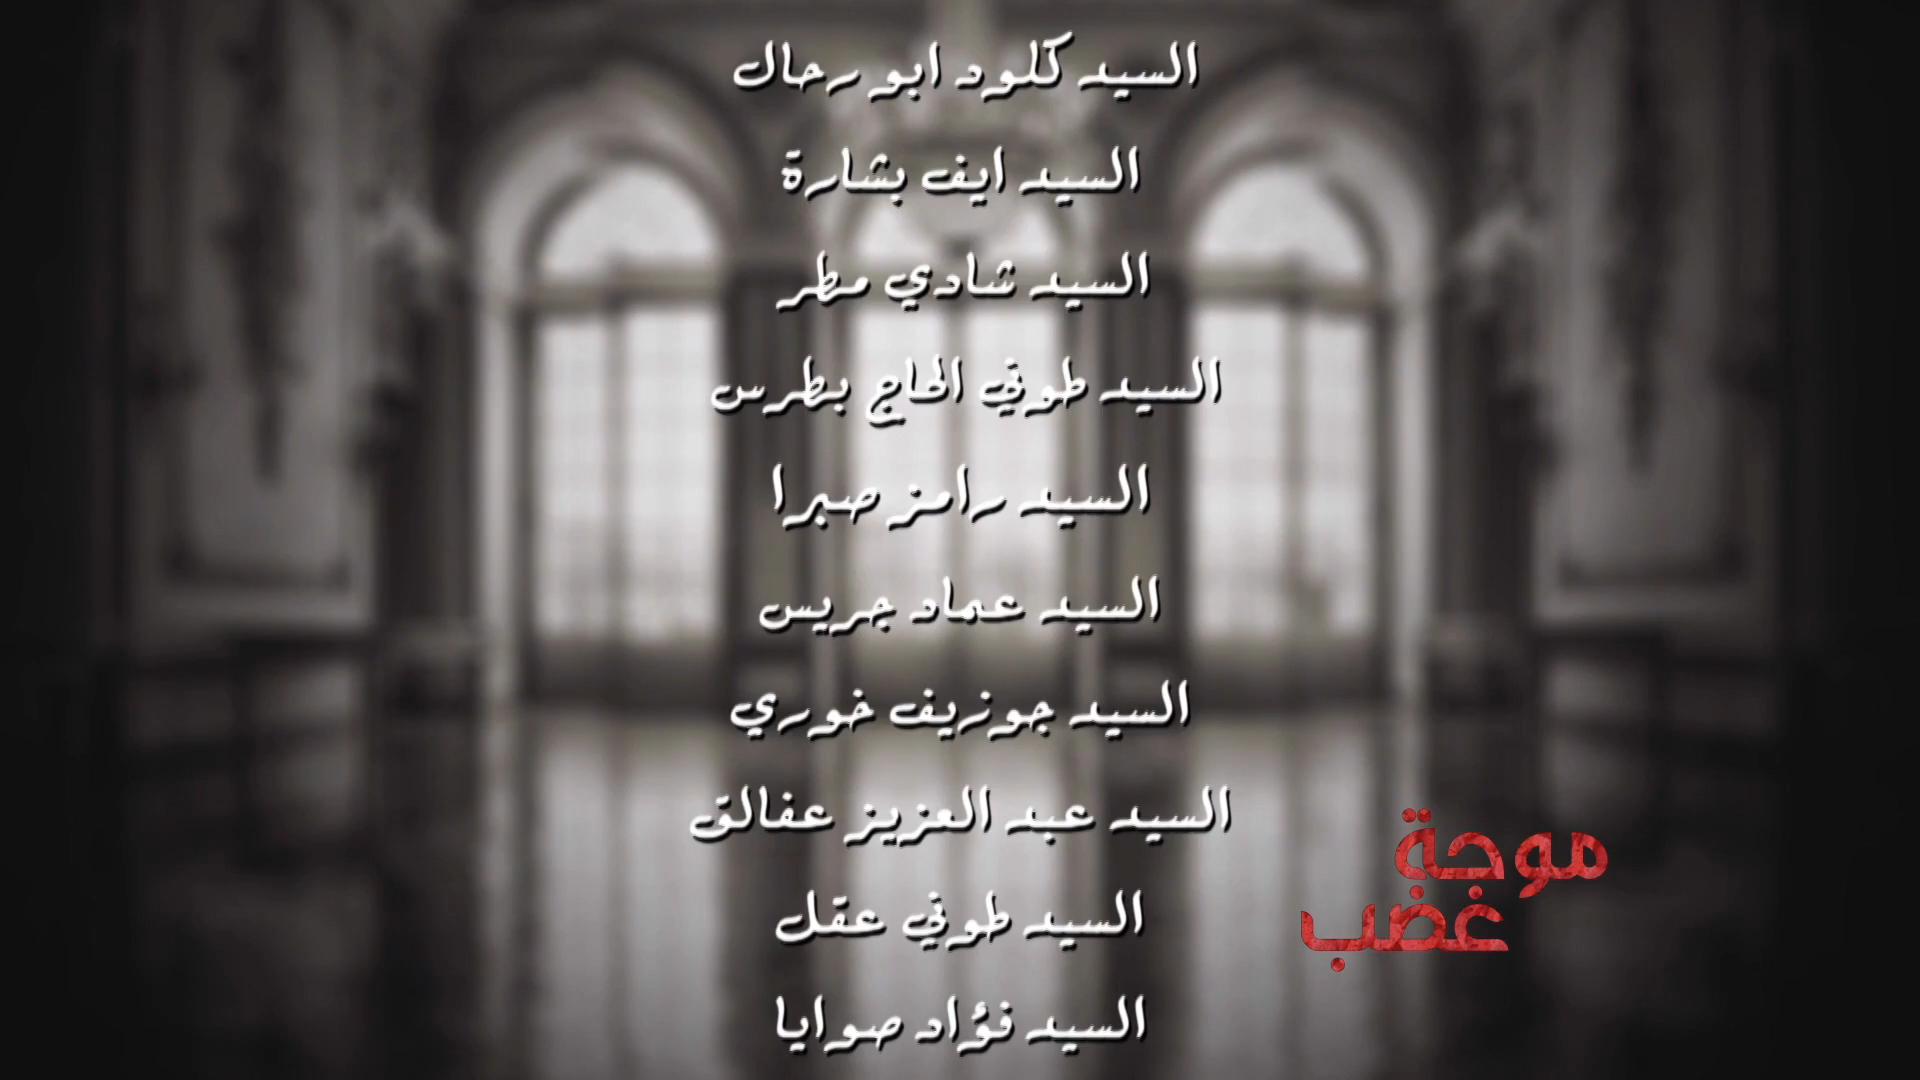 السيد كلود ابو رحال
السيد ايف بشارة
السيد شادي مطر
السيد طوني الحاج بطرس
السيد رامز صبرا
السيد عماد جريس
السيد جوزيف خوري
السيد عبد العزيز عفالق
السيد طوني عقل
السيد فؤاد صوايا
موجة
غضب